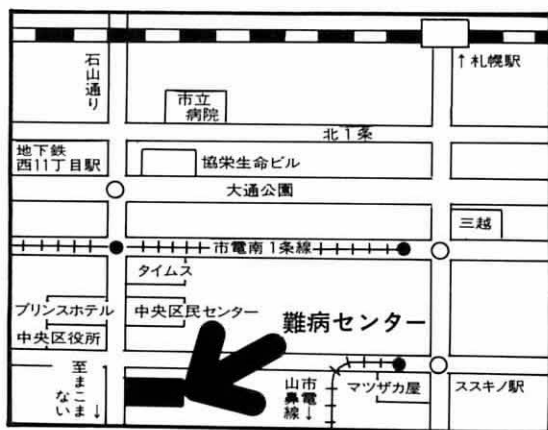 ↑札幌駅
石山通り
市立
病院
北1条
地下鉄
西11丁目駅
協栄生命ビル
大通公園
三越
市電南1条線
タイムス
プリンスホテル
中央区民センター
難病センター
中央区役所
至まこま
ない↓
市電
山鼻線↓
マツザカ屋
ススキノ駅